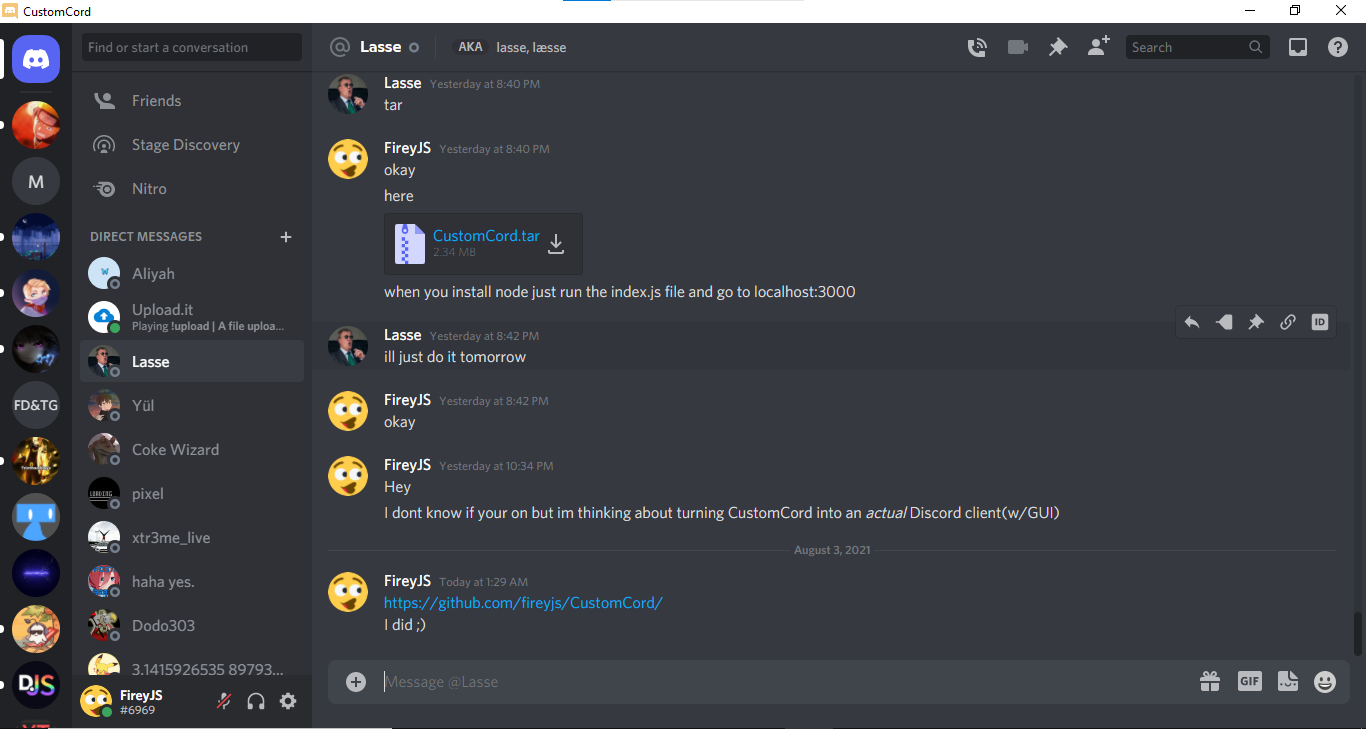 CustomCord
Find or start a conversation
Friends
Stage Discovery
Nitro
DIRECT MESSAGES
W
Aliyah
Upload.it
Playing !upload | A file uploa...
Lasse
Yül
Coke Wizard
LOADING
pixel
xtr3me_live
haha yes.
Dodo303
3.1415926535 89793...
FireyJS
#6969
M
FD&TG
DJS
Lasse AKA lasse, læsse
Search
Lasse Yesterday at 8:40 PM
tar
FireyJS Yesterday at 8:40 PM
okay
here
CustomCord.tar
2.34 MB
when you install node just run the index.js file and go to localhost:3000
Lasse Yesterday at 8:42 PM
ID
ill just do it tomorrow
FireyJS Yesterday at 8:42 PM
okay
FireyJS Yesterday at 10:34 PM
Hey
I dont know if your on but im thinking about turning CustomCord into an actual Discord client(w/GUI)
August 3, 2021
FireyJS Today at 1:29 AM
https://github.com/fireyjs/CustomCord/
I did ;)
Message @Lasse
GIF